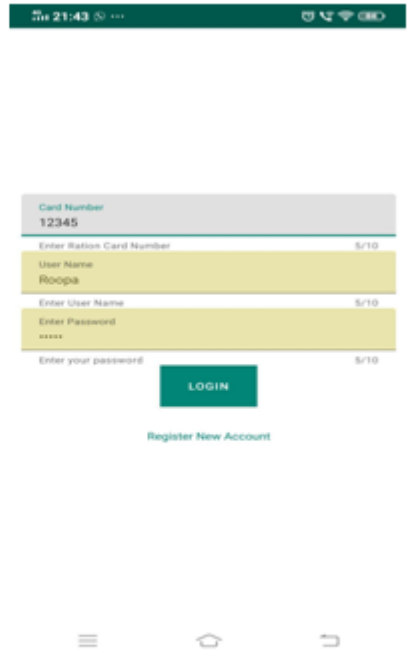 21:43
Card Number
12345
Enter Ration Card Number 5/10
User Name
Roopa
Enter User Name 5/10
Enter Password
*****
Enter your password 5/10
LOGIN
Register New Account